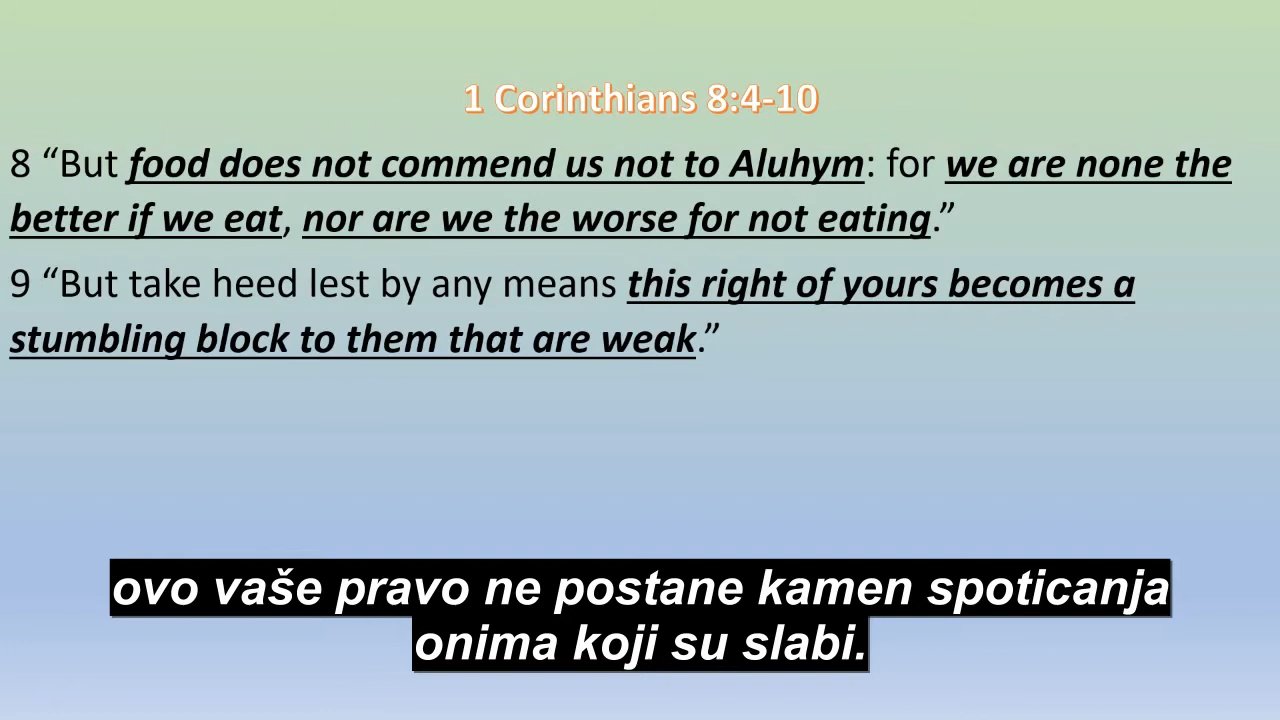 1 Corinthians 8:4-10
8 “But food does not commend us not to Aluhym: for we are none the
better if we eat, nor are we the worse for not eating.”
9 “But take heed lest by any means this right of yours becomes a
stumbling block to them that are weak.”
ovo vaše pravo ne postane kamen spoticanja
onima koji su slabi.